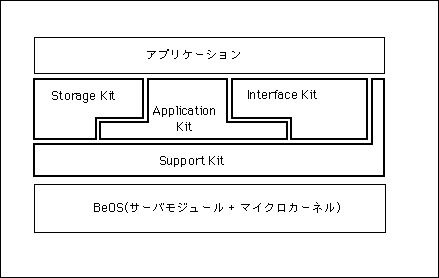 アプリケーション
Storage Kit
Interface Kit
Application
Kit
Support Kit
BeOS(サーバモジュール + マイクロカーネル)